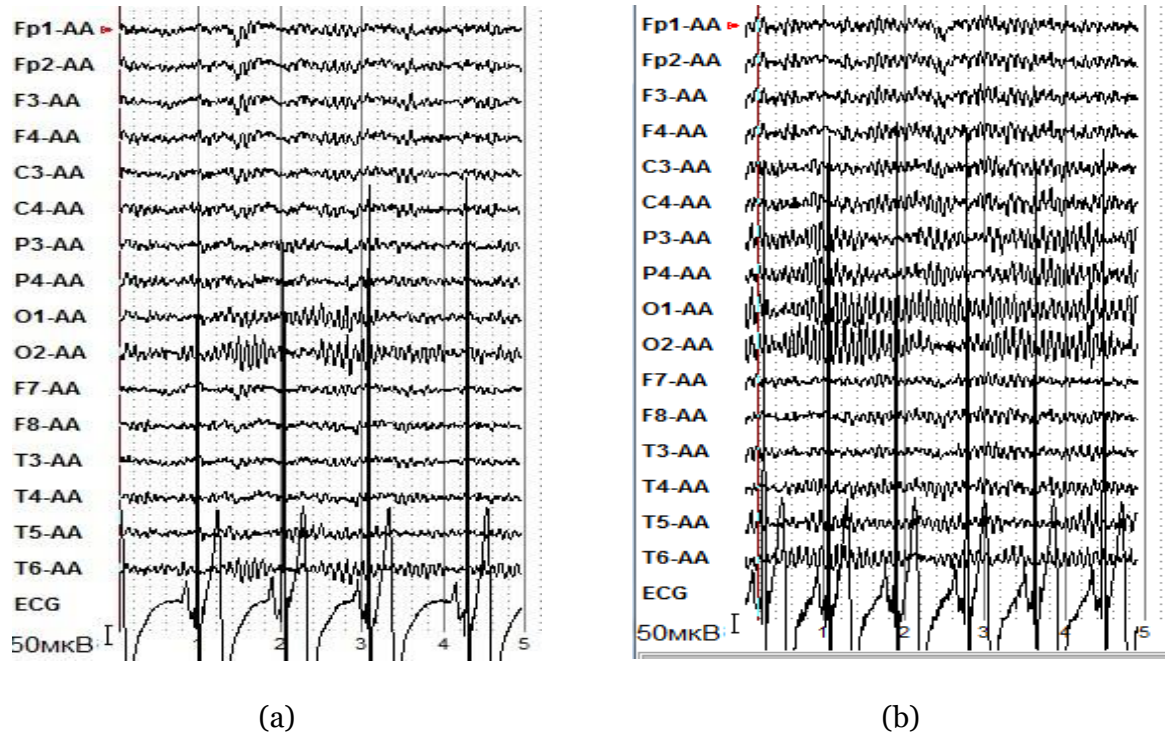 Fp1-AA
Fp2-AA
F3-AA
F4-AA
C3-AA
C4-AA
P3-AA
P4-AA
O1-AA
O2-AA
F7-AA
F8-AA
T3-AA
T4-AA
T5-AA
T6-AA
ECG
50мкВ 1 2 3 4 5
(a)
Fp1-AA
Fp2-AA
F3-AA
F4-AA
C3-AA
C4-AA
P3-AA
P4-AA
O1-AA
O2-AA
F7-AA
F8-AA
T3-AA
T4-AA
T5-AA
T6-AA
ECG
50мкВ 1 2 3 4 5
(b)